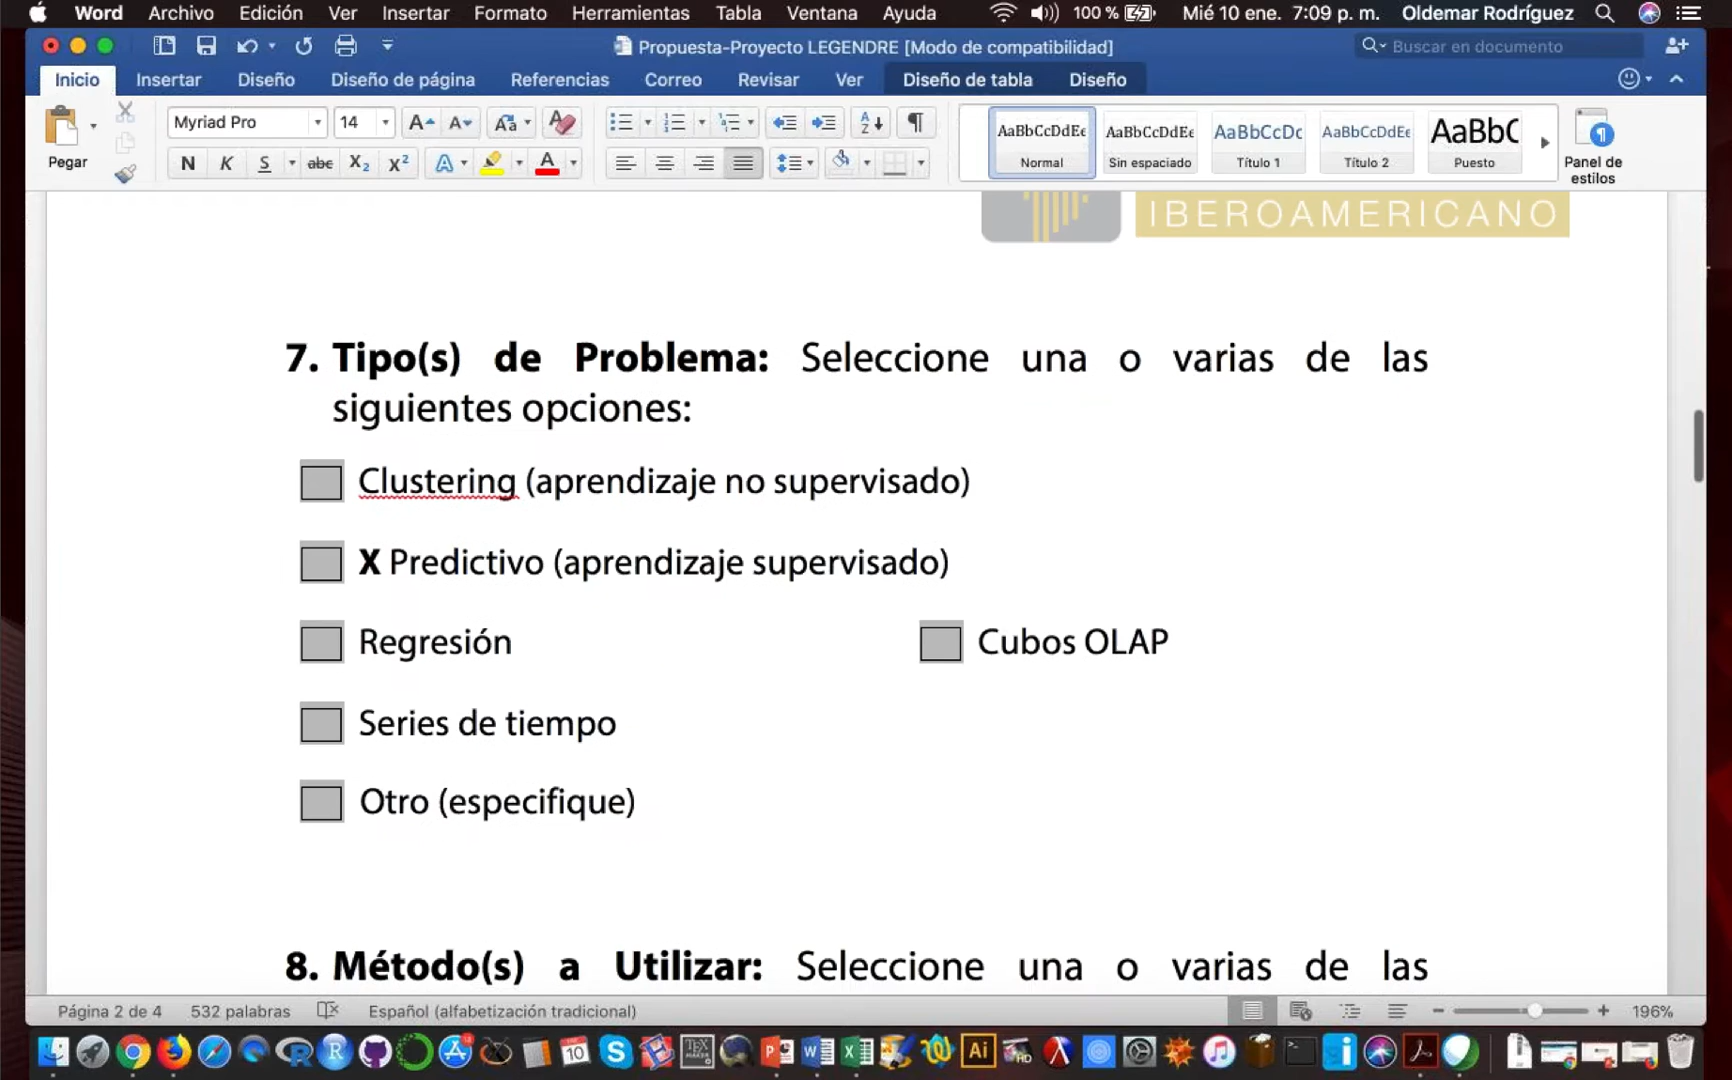 Word Archivo Edición Ver Insertar Formato Herramientas Tabla Ventana Ayuda 100 % Mié 10 ene. 7:09 p. m. Oldemar Rodríguez
Propuesta-Proyecto LEGENDRE [Modo de compatibilidad]
Buscar en documento
Inicio Insertar Diseño Diseño de página Referencias Correo Revisar Ver Diseño de tabla Diseño
Myriad Pro 14
AaBbCcDdEe AaBbCcDdEe AaBbCcDc AaBbCcDdEe AaBbC
Pegar
N K S abc X₂ X² A A
Normal Sin espaciado Título 1 Título 2 Puesto
Panel de
estilos
IBEROAMERICANO
7. Tipo(s) de Problema: Seleccione una o varias de las
siguientes opciones:
Clustering (aprendizaje no supervisado)
X Predictivo (aprendizaje supervisado)
Regresión Cubos OLAP
Series de tiempo
Otro (especifique)
8. Método(s) a Utilizar: Seleccione una o varias de las
Página 2 de 4 532 palabras Español (alfabetización tradicional) 196%